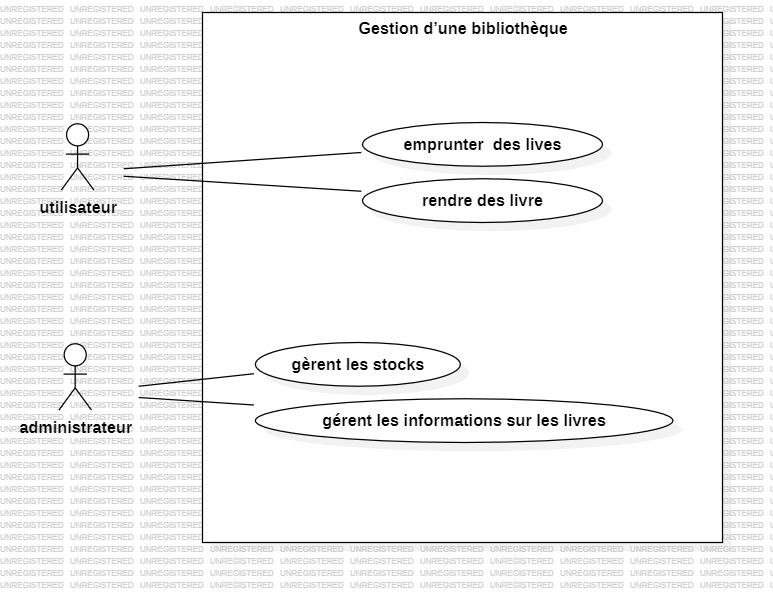 Gestion d'une bibliothèque
emprunter des lives
rendre des livre
utilisateur
gèrent les stocks
gérent les informations sur les livres
administrateur
UNREGISTERED